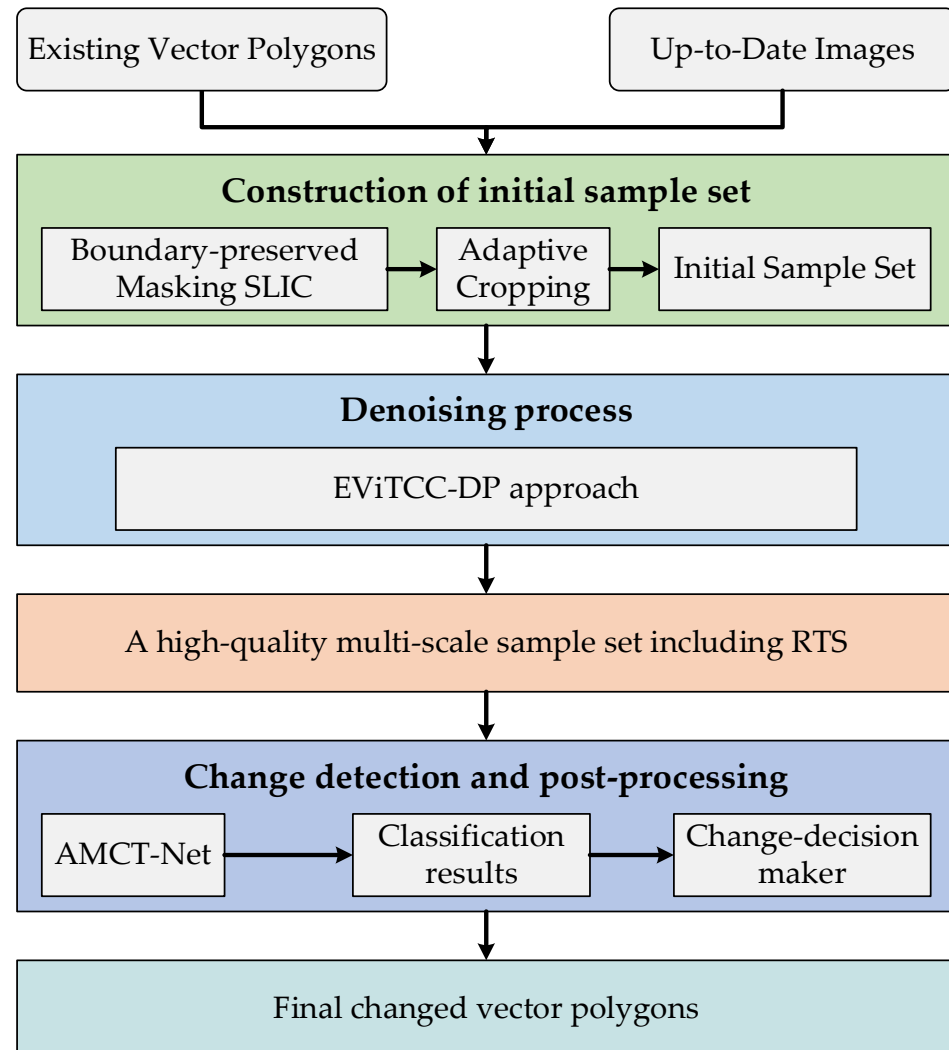 Existing Vector Polygons
Up-to-Date Images
Construction of initial sample set
Boundary-preserved
Masking SLIC
Adaptive
Cropping
Initial Sample Set
Denoising process
EViTCC-DP approach
A high-quality multi-scale sample set including RTS
Change detection and post-processing
AMCT-Net
Classification
results
Change-decision
maker
Final changed vector polygons